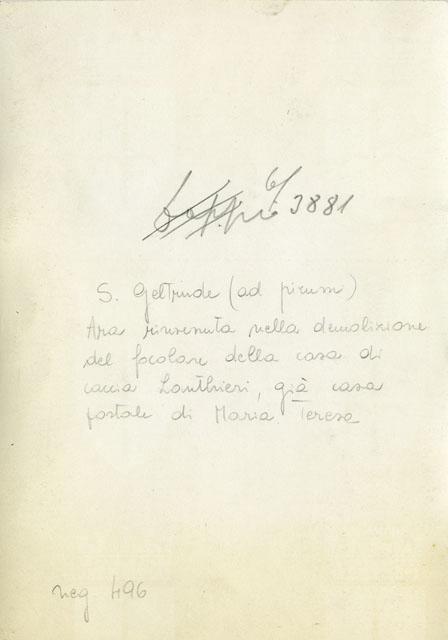 6/3881
S. Geltrude (ad pirum)
Ara rinvenuta nella demolizione
del focolare della casa di
caccia Lanthieri, già casa
postale di Maria Teresa
neg 496